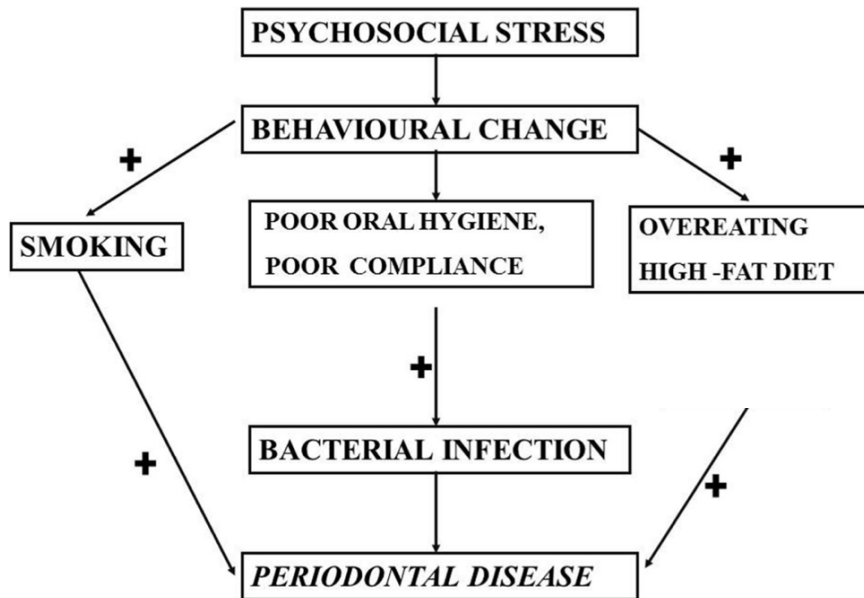 PSYCHOSOCIAL STRESS
BEHAVIOURAL CHANGE
+
+
SMOKING
POOR ORAL HYGIENE,
POOR COMPLIANCE
OVEREATING
HIGH -FAT DIET
+
BACTERIAL INFECTION
+
+
PERIODONTAL DISEASE